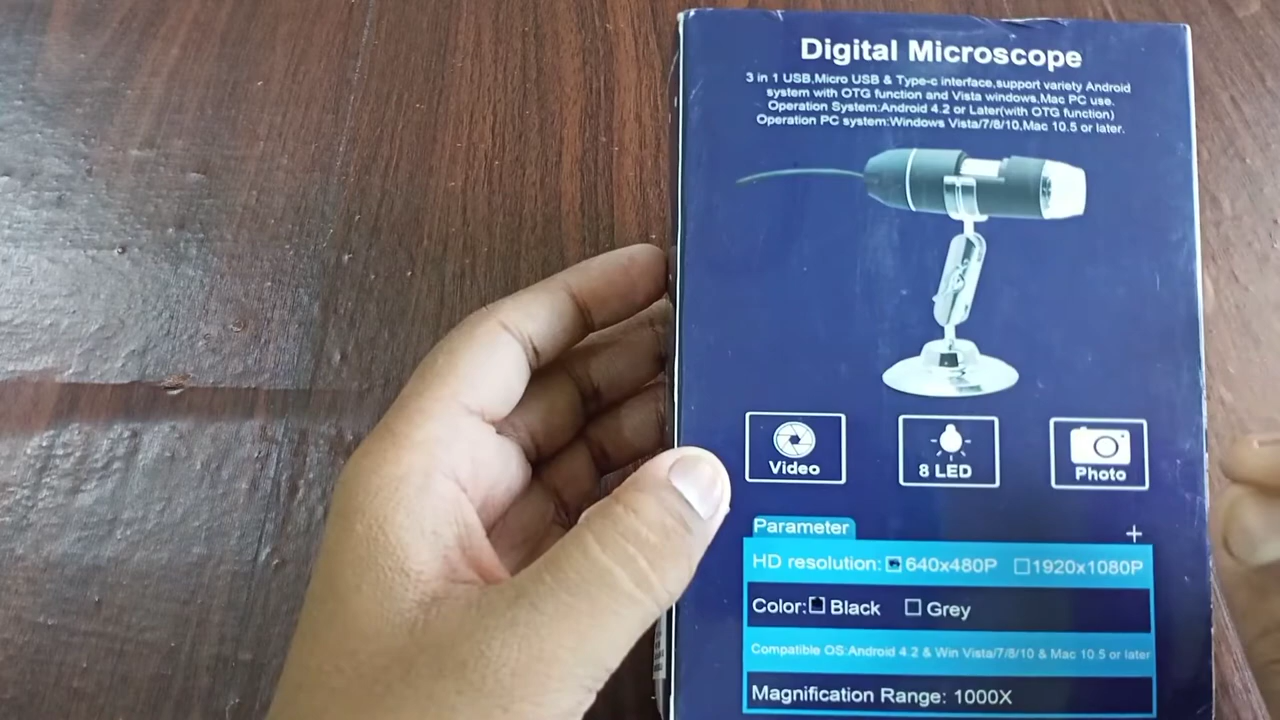 Digital Microscope
3 in 1 USB,Micro USB & Type-c interface,support variety Android
system with OTG function and Vista windows,Mac PC use.
Operation System:Android 4.2 or Later(with OTG function)
Operation PC system:Windows Vista/7/8/10,Mac 10.5 or later.
Video
8 LED
Photo
Parameter
HD resolution: 640x480P 1920x1080P
Color: Black Grey
Compatible OS:Android 4.2 & Win Vista/7/8/10 & Mac 10.5 or later
Magnification Range: 1000X